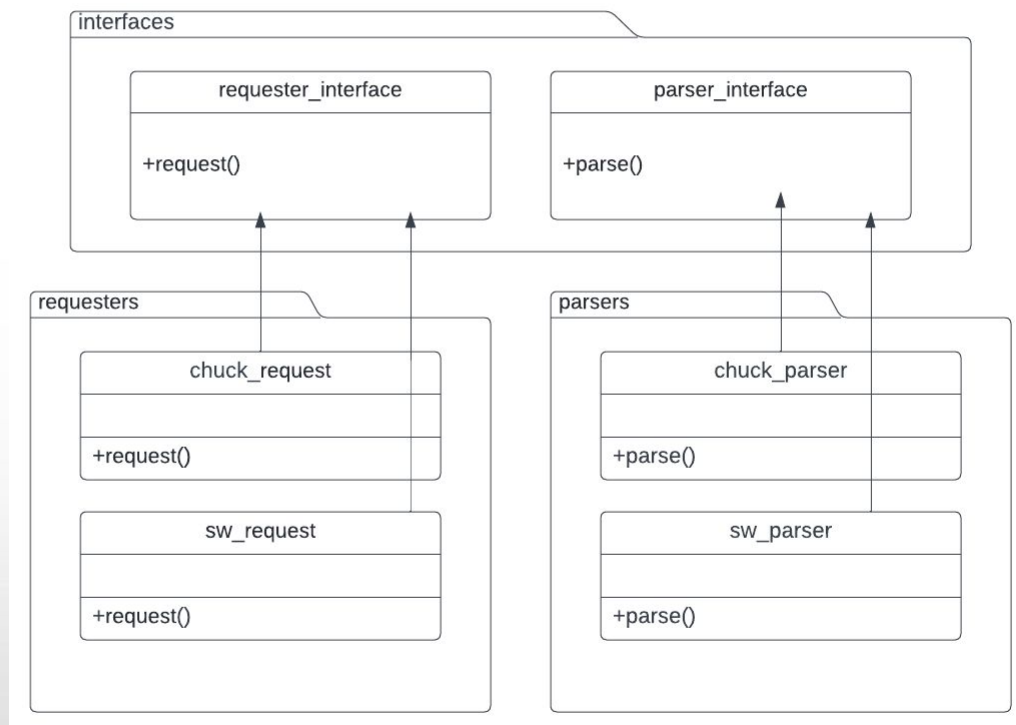 interfaces
requester_interface
+request()
parser_interface
+parse()
requesters
chuck_request
+request()
sw_request
+request()
parsers
chuck_parser
+parse()
sw_parser
+parse()